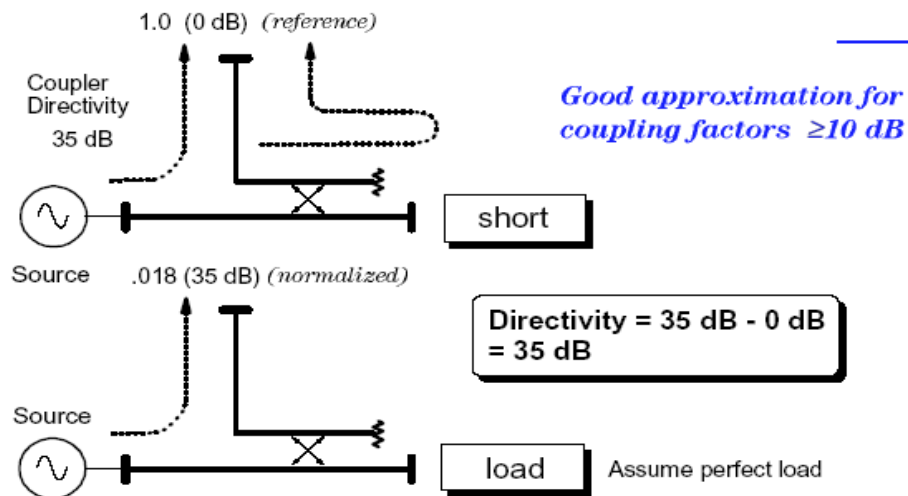 1.0 (0 dB) (reference)
Coupler
Directivity
35 dB
Good approximation for
coupling factors ≥10 dB
short
Source
.018 (35 dB) (normalized)
Directivity = 35 dB - 0 dB
= 35 dB
Source
load
Assume perfect load